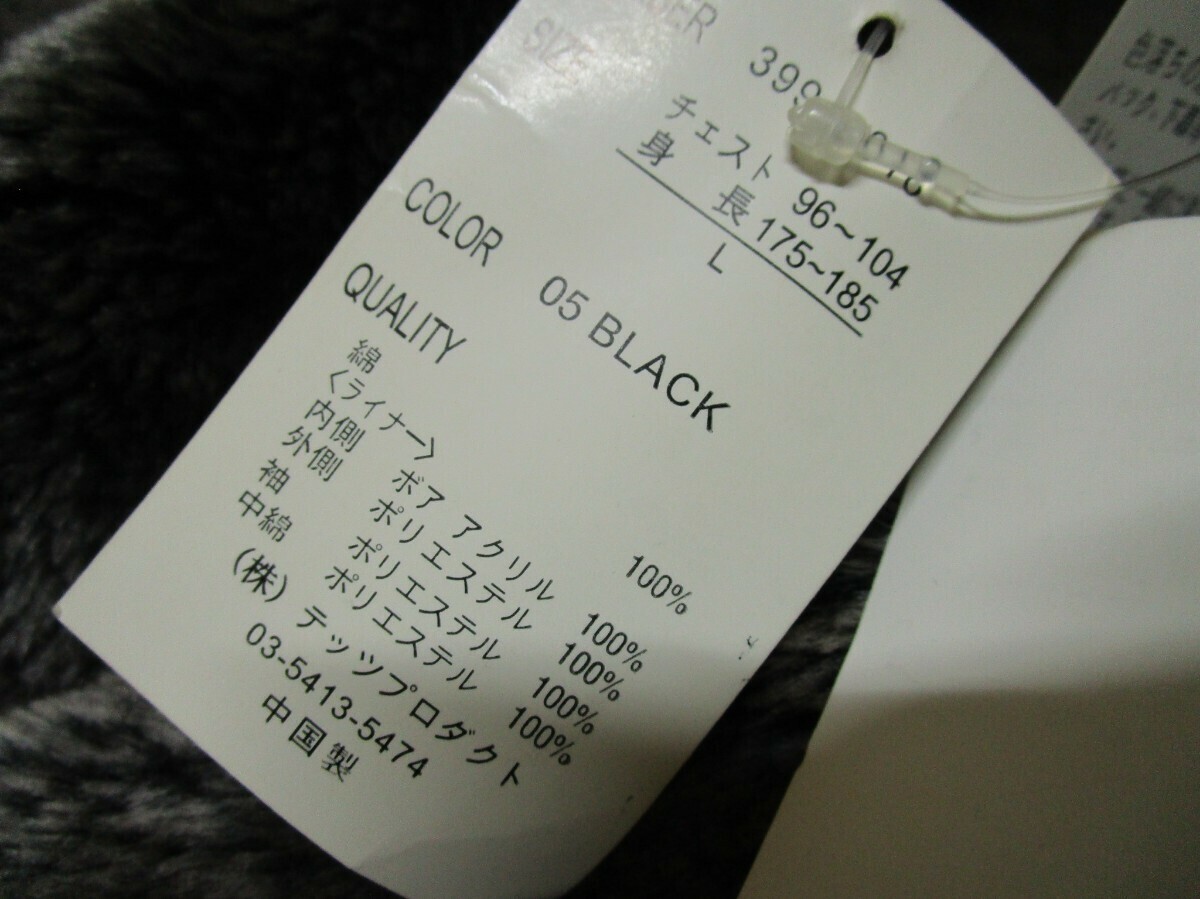 SIZE
チェスト 96~104
身 長 175~185
L
COLOR 05 BLACK
QUALITY
綿 100%
〈ライナー〉
内側 ボア アクリル 100%
外側 ポリエステル 100%
袖 ポリエステル 100%
中綿 ポリエステル 100%
(株)テッツプロダクト
03-5413-5474
中国製